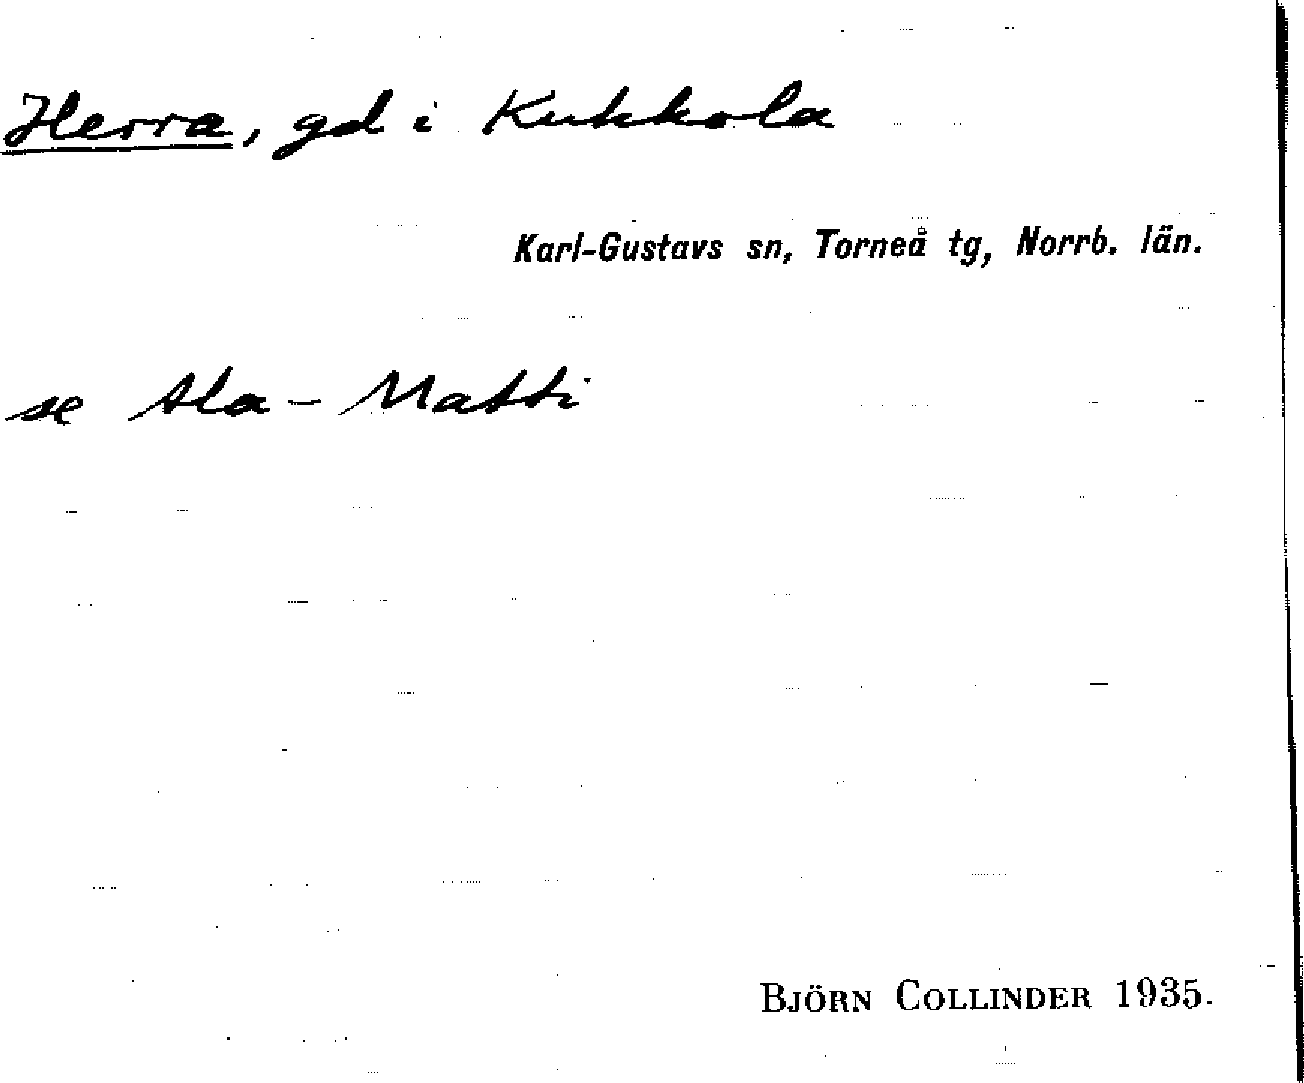 Herra, gd i Kukkola
Karl-Gustavs sn, Torneå tg, Norrb. län.
se Ala-Matti
BJÖRN COLLINDER 1935.